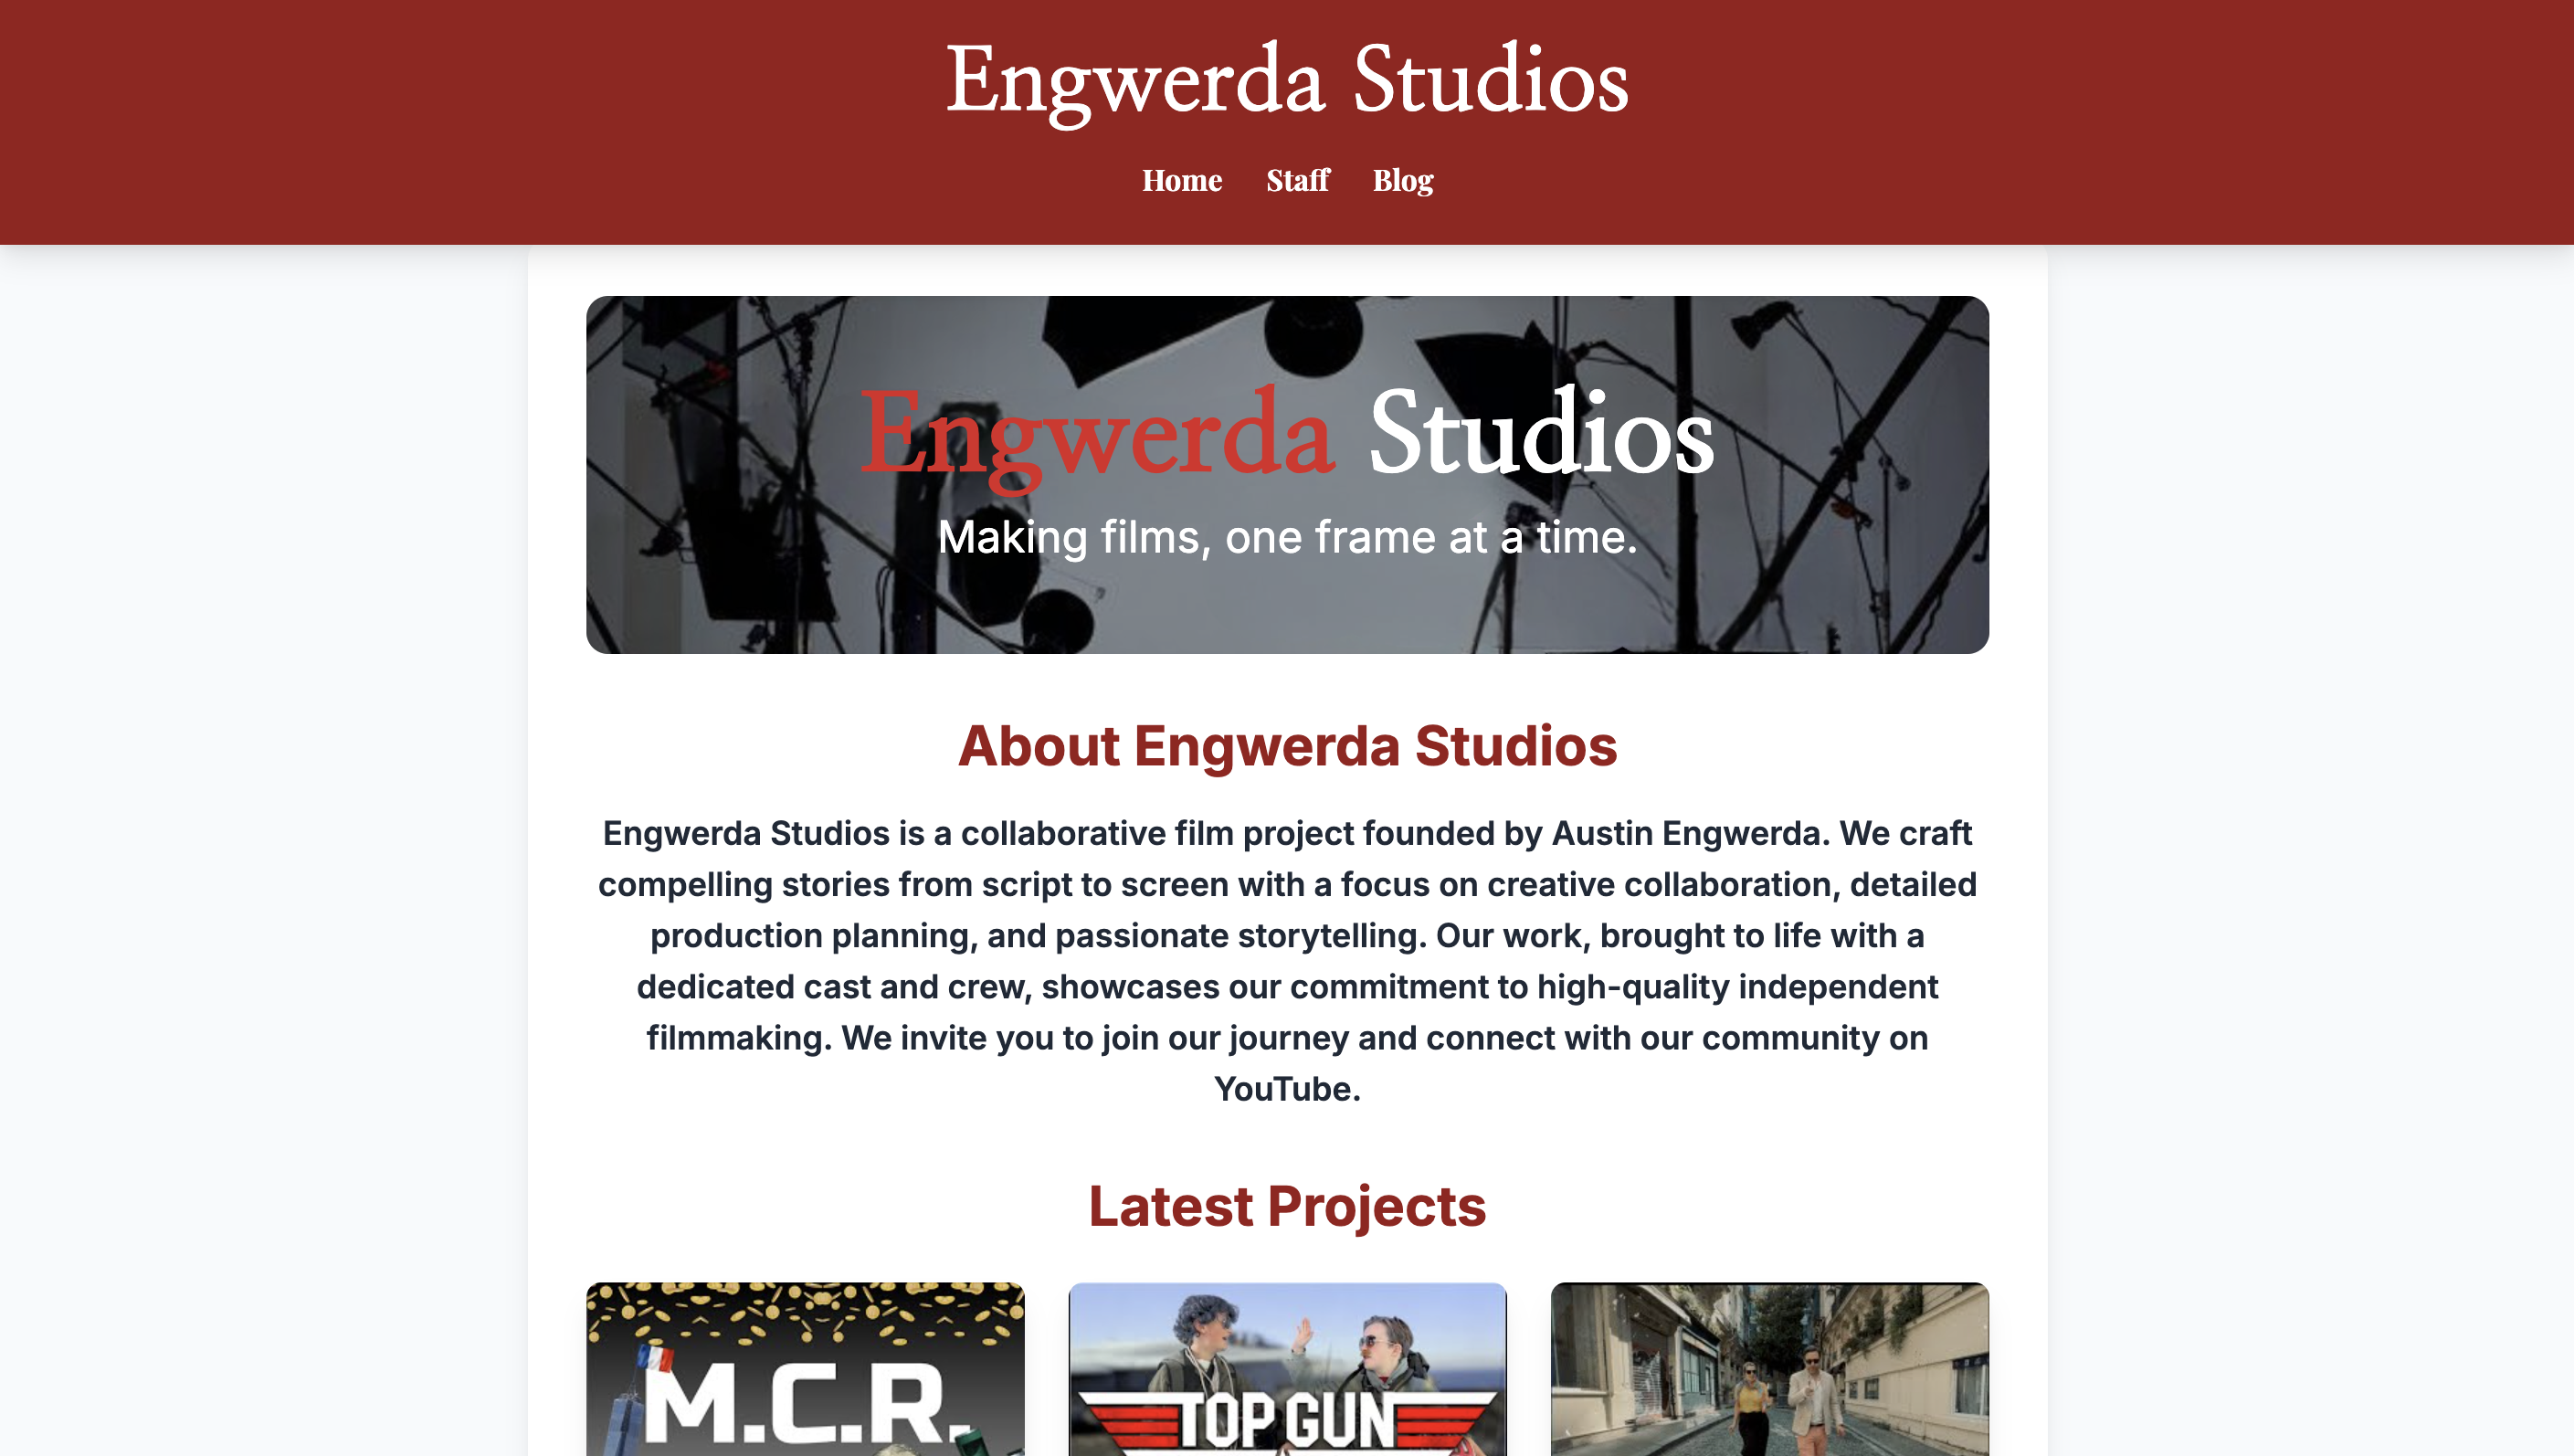 Engwerda Studios
Home Staff Blog
Engwerda Studios
Making films, one frame at a time.
About Engwerda Studios
Engwerda Studios is a collaborative film project founded by Austin Engwerda. We craft
compelling stories from script to screen with a focus on creative collaboration, detailed
production planning, and passionate storytelling. Our work, brought to life with a
dedicated cast and crew, showcases our commitment to high-quality independent
filmmaking. We invite you to join our journey and connect with our community on
YouTube.
Latest Projects
M.C.R.
TOP GUN